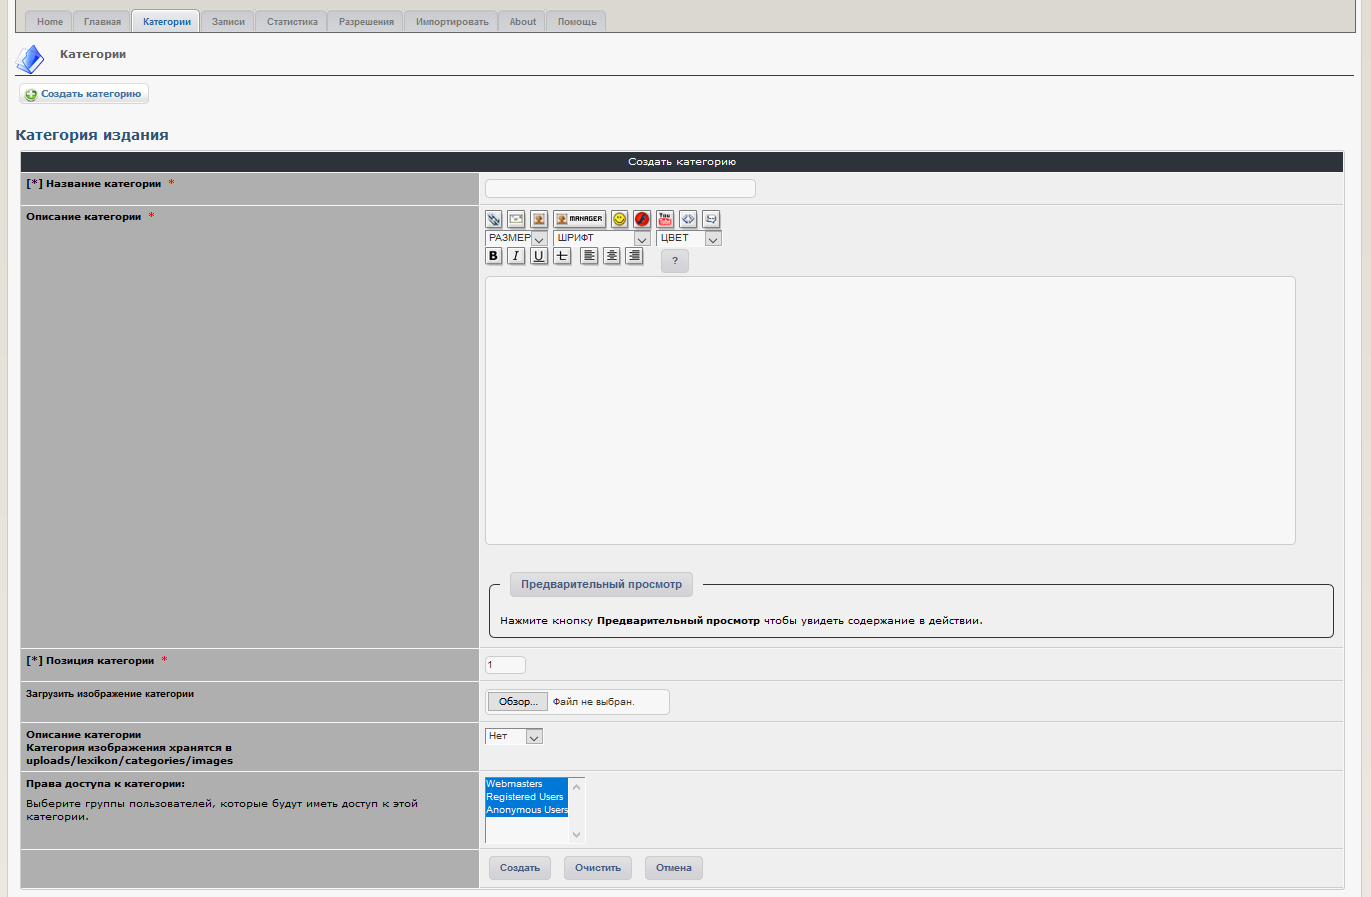 Home Главная Категории Записи Статистика Разрешения Импортировать About Помощь
Категории
Создать категорию
Категория издания
Создать категорию
[*] Название категории *
Описание категории *
MANAGER You Tube
РАЗМЕР ШРИФТ ЦВЕТ
B I U T ?
Предварительный просмотр
Нажмите кнопку Предварительный просмотр чтобы увидеть содержание в действии.
[*] Позиция категории *
1
Загрузить изображение категории
Обзор... Файл не выбран.
Описание категории
Категория изображения хранятся в
uploads/lexikon/categories/images
Нет
Права доступа к категории:
Выберите группы пользователей, которые будут иметь доступ к этой
категории.
Webmasters
Registered Users
Anonymous Users
Создать Очистить Отмена